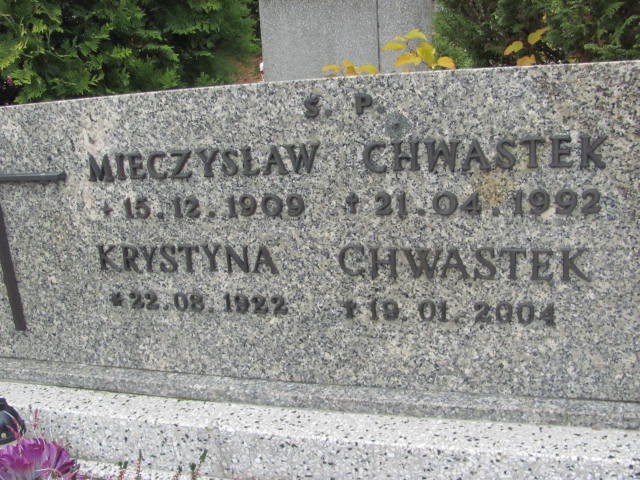 Ś. P.
MIECZYSŁAW CHWASTEK
* 15.12.1909 † 21.04.1992
KRYSTYNA CHWASTEK
* 22.08.1922 † 19.01.2004